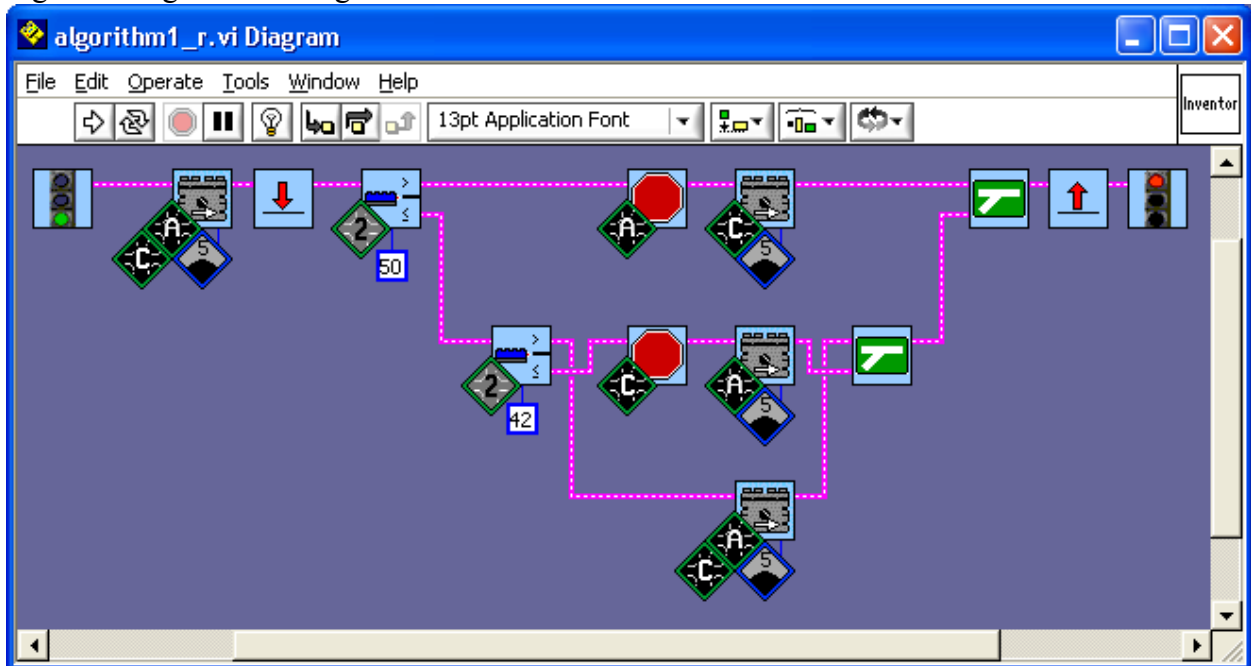 algorithm1_r.vi Diagram
File Edit Operate Tools Window Help
Inventor
13pt Application Font
A
C
5
>
≤
2
50
A
C
5
>
≤
2
42
C
A
5
A
C
5